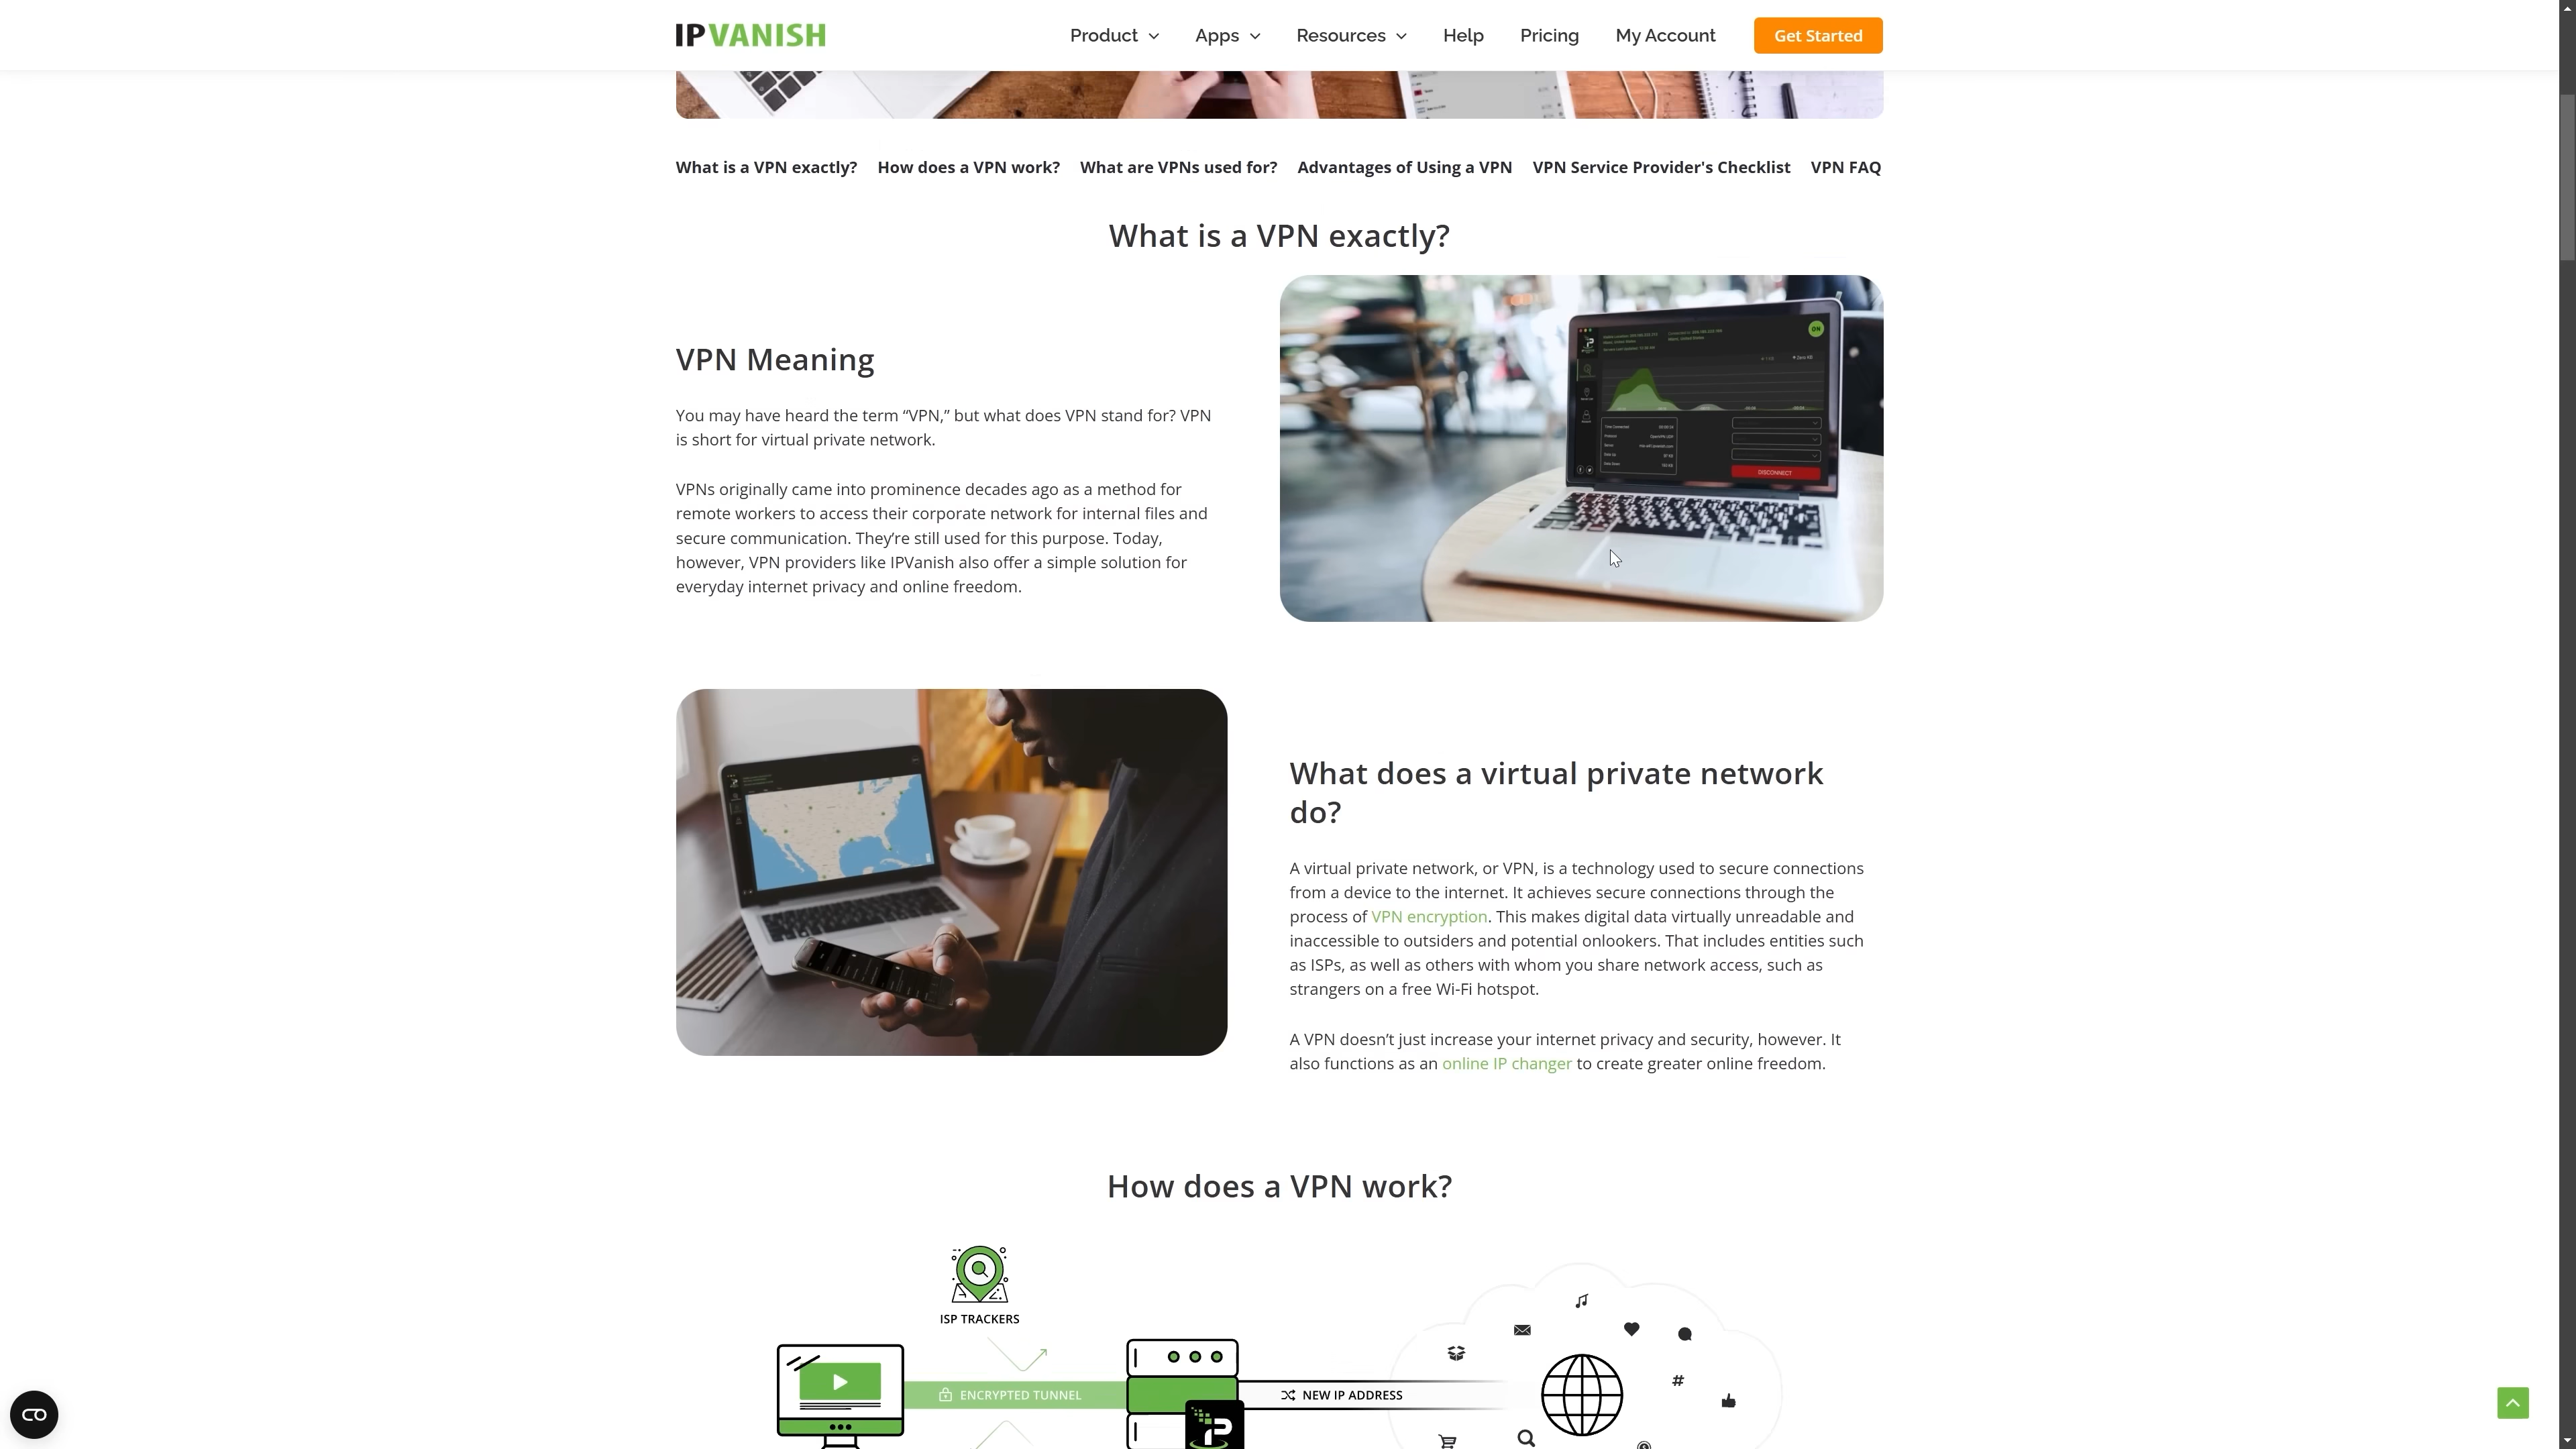 IPVANISH
Product
Apps
Resources
Help
Pricing
My Account
Get Started
What is a VPN exactly?
How does a VPN work?
What are VPNs used for?
Advantages of Using a VPN
VPN Service Provider's Checklist
VPN FAQ
What is a VPN exactly?
VPN Meaning
You may have heard the term “VPN,” but what does VPN stand for? VPN
is short for virtual private network.
VPNs originally came into prominence decades ago as a method for
remote workers to access their corporate network for internal files and
secure communication. They’re still used for this purpose. Today,
however, VPN providers like IPVanish also offer a simple solution for
everyday internet privacy and online freedom.
ON
DISCONNECT
What does a virtual private network
do?
A virtual private network, or VPN, is a technology used to secure connections
from a device to the internet. It achieves secure connections through the
process of VPN encryption. This makes digital data virtually unreadable and
inaccessible to outsiders and potential onlookers. That includes entities such
as ISPs, as well as others with whom you share network access, such as
strangers on a free Wi-Fi hotspot.
A VPN doesn’t just increase your internet privacy and security, however. It
also functions as an online IP changer to create greater online freedom.
How does a VPN work?
ISP TRACKERS
ENCRYPTED TUNNEL
NEW IP ADDRESS
#